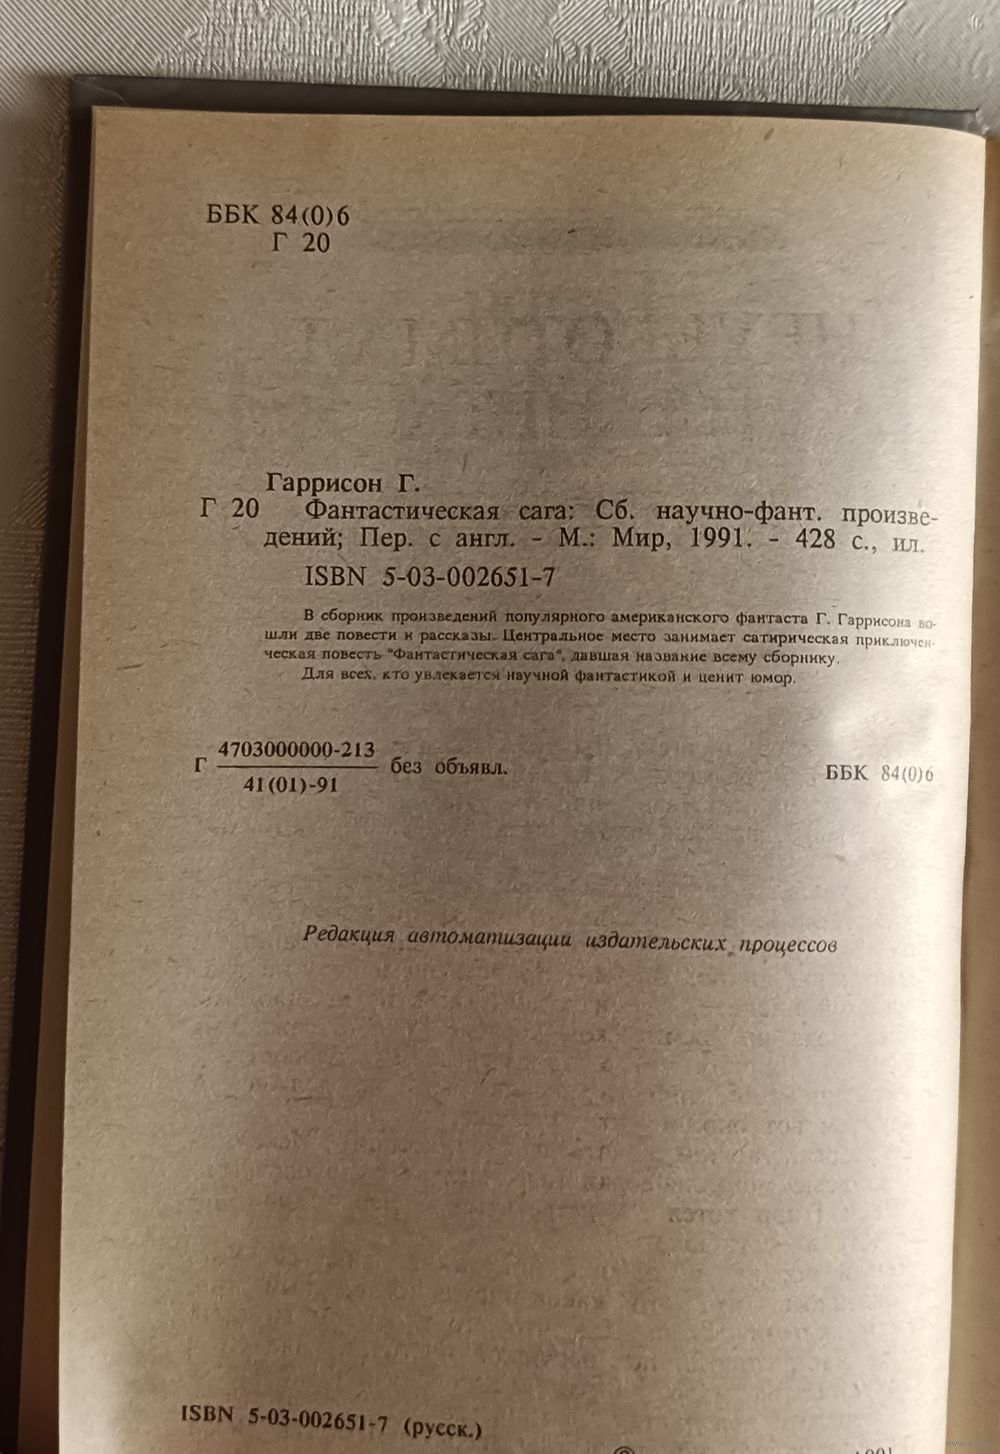 ББК 84(0)6
Г 20
Гаррисон Г.
Г 20 Фантастическая сага: Сб. научно-фант. произве-
дений; Пер. с англ. - М.: Мир, 1991. - 428 с., ил.
ISBN 5-03-002651-7
В сборник произведений популярного американского фантаста Г. Гаррисона во-
шли две повести и рассказы. Центральное место занимает сатирическая приключен-
ческая повесть "Фантастическая сага", давшая название всему сборнику.
Для всех, кто увлекается научной фантастикой и ценит юмор.
4703000000-213
Г без объявл.
41(01)-91
ББК 84(0)6
Редакция автоматизации издательских процессов
ISBN 5-03-002651-7 (русск.)
©